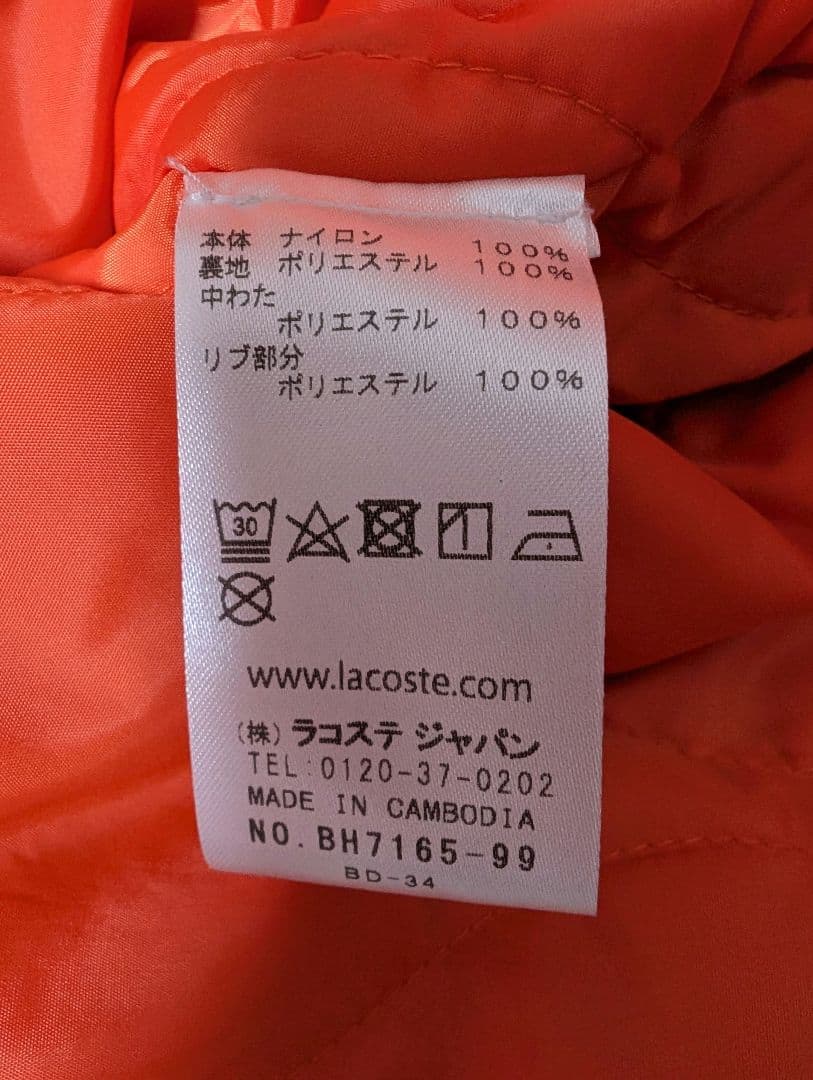 本体 ナイロン 100%
裏地 ポリエステル 100%
中わた
ポリエステル 100%
リブ部分
ポリエステル 100%
30
www.lacoste.com
(株) ラコステ ジャパン
TEL:0120-37-0202
MADE IN CAMBODIA
NO. BH7165-99
BD-34